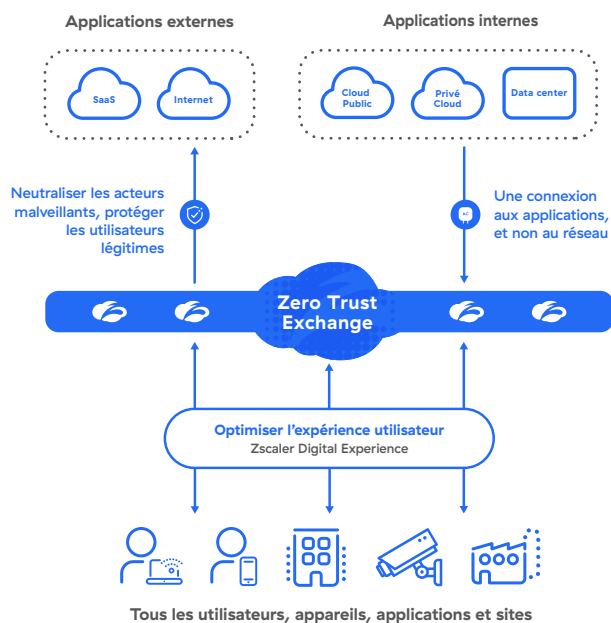 Applications externes
Applications internes
SaaS
Internet
Cloud
Public
Privé
Cloud
Data center
Neutraliser les acteurs
malveillants, protéger
les utilisateurs
légitimes
AC
Une connexion
aux applications,
et non au réseau
Zero Trust
Exchange
Optimiser l'expérience utilisateur
Zscaler Digital Experience
Tous les utilisateurs, appareils, applications et sites